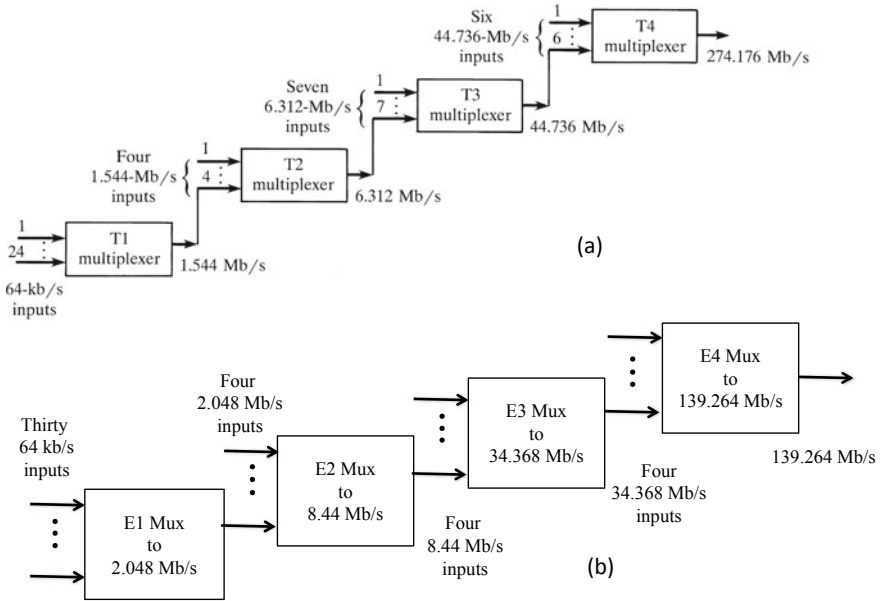 Six
44.736-Mb/s
inputs
1
6
T4
multiplexer
274.176 Mb/s
Seven
6.312-Mb/s
inputs
1
7
T3
multiplexer
44.736 Mb/s
Four
1.544-Mb/s
inputs
1
4
T2
multiplexer
6.312 Mb/s
1
24
64-kb/s
inputs
T1
multiplexer
1.544 Mb/s
(a)
Thirty
64 kb/s
inputs
E1 Mux
to
2.048 Mb/s
Four
2.048 Mb/s
inputs
E2 Mux
to
8.44 Mb/s
Four
8.44 Mb/s
inputs
E3 Mux
to
34.368 Mb/s
Four
34.368 Mb/s
inputs
E4 Mux
to
139.264 Mb/s
139.264 Mb/s
(b)